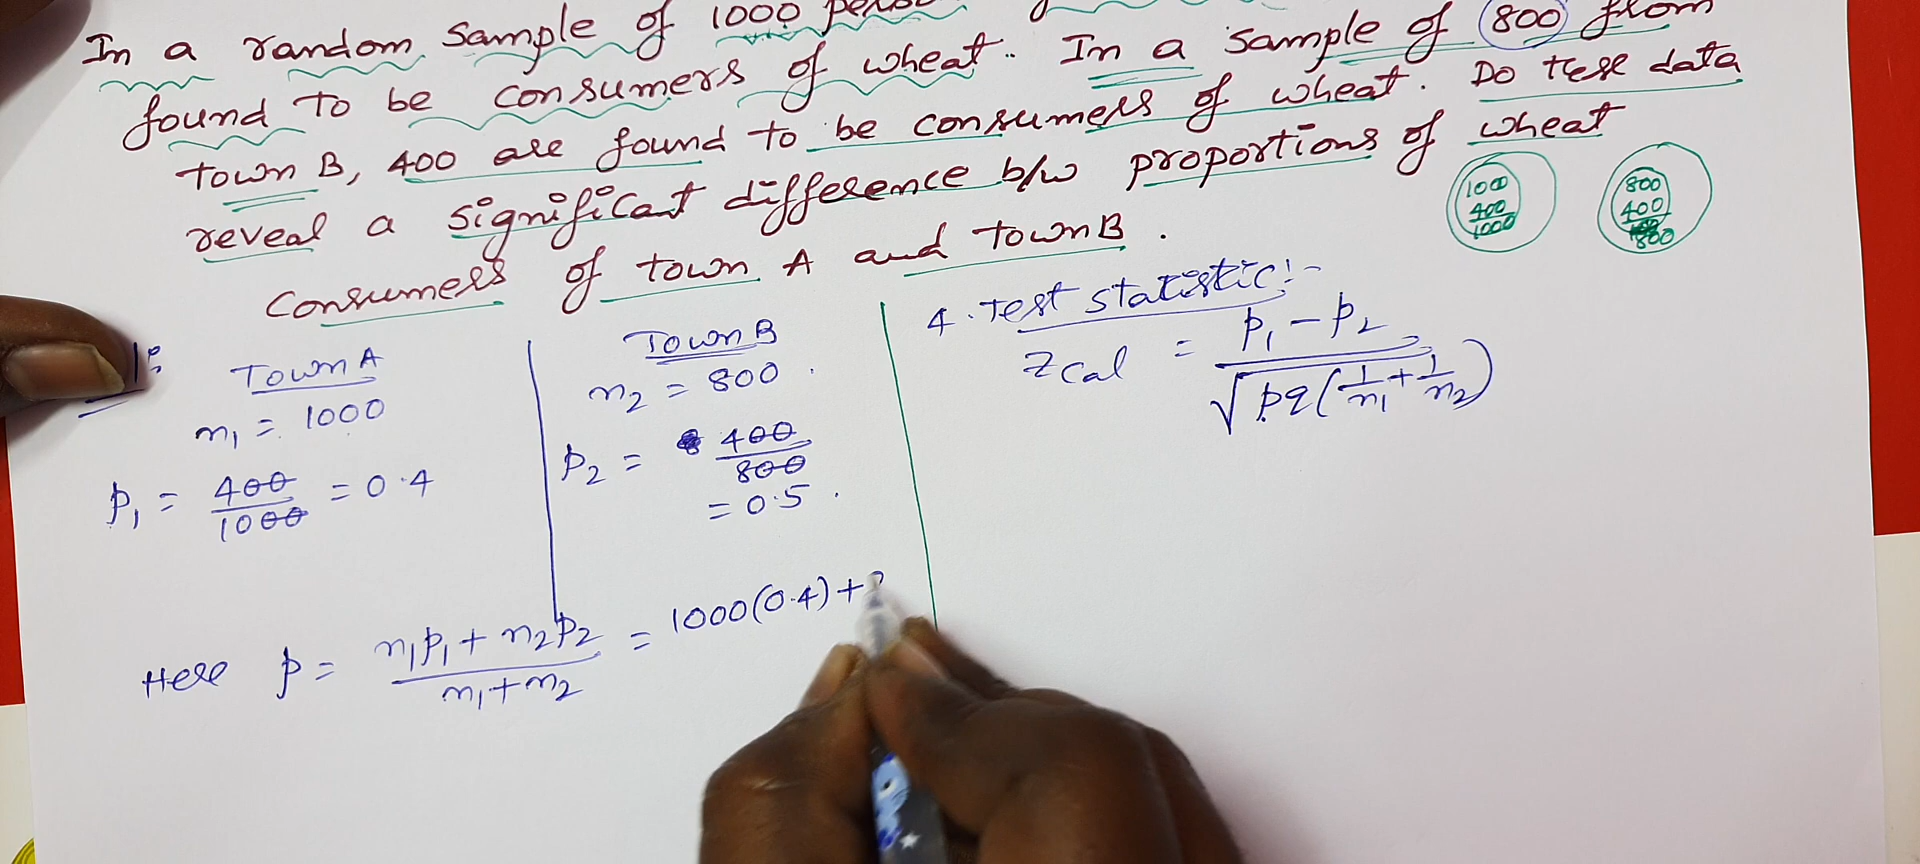 In a random sample of 1000
found to be consumers of wheat. In a sample of 800 from
town B, 400 are found to be consumers of wheat. Do these data
reveal a significant difference b/w proportions of wheat
consumers of town A and town B.
1000
400
1000
800
400
800
Town A
n₁ = 1000
p₁ = 400/1000 = 0.4
Town B
n₂ = 800.
p₂ = 400/800
= 0.5.
4. Test statistic:-
Z cal = p₁ - p₂ / √pq(1/n₁ + 1/n₂)
Here p = n₁p₁ + n₂p₂ / n₁ + n₂ = 1000(0.4) +